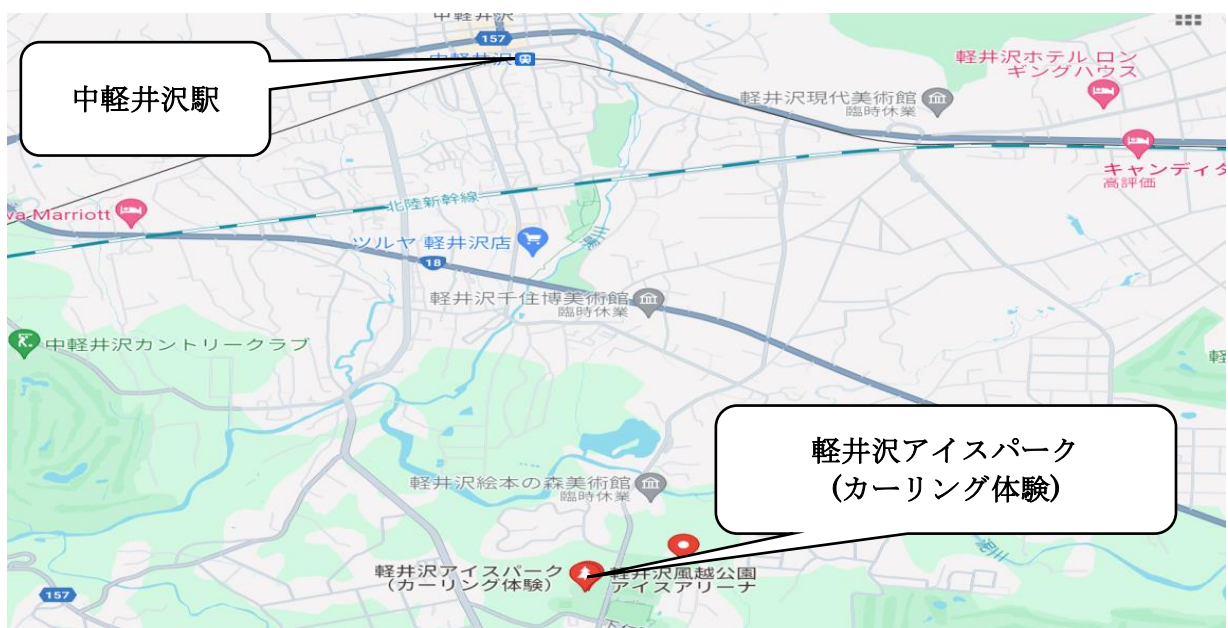 中軽井沢
157
中軽井沢
中軽井沢駅
軽井沢ホテル ロン
ギングハウス
軽井沢現代美術館
臨時休業
キャンディタ
高評価
北陸新幹線
va Marriott
ツルヤ 軽井沢店
18
軽井沢千住博美術館
臨時休業
中軽井沢カントリークラブ
軽
軽井沢アイスパーク
(カーリング体験)
軽井沢絵本の森美術館
臨時休業
軽井沢アイスパーク
(カーリング体験)
軽井沢風越公園
アイスアリーナ
157